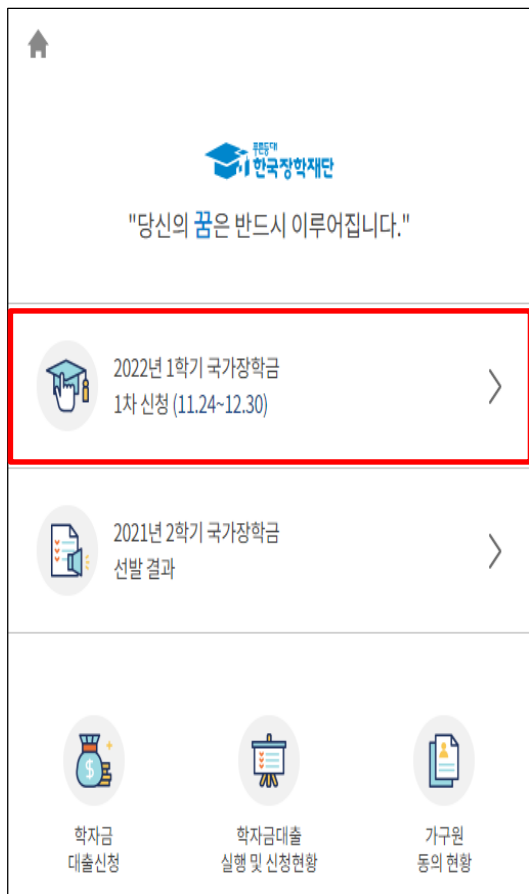 푸른등대
한국장학재단
"당신의 꿈은 반드시 이루어집니다."
2022년 1학기 국가장학금
1차 신청 (11.24~12.30)
2021년 2학기 국가장학금
선발 결과
학자금
대출신청
학자금대출
실행 및 신청현황
가구원
동의 현황